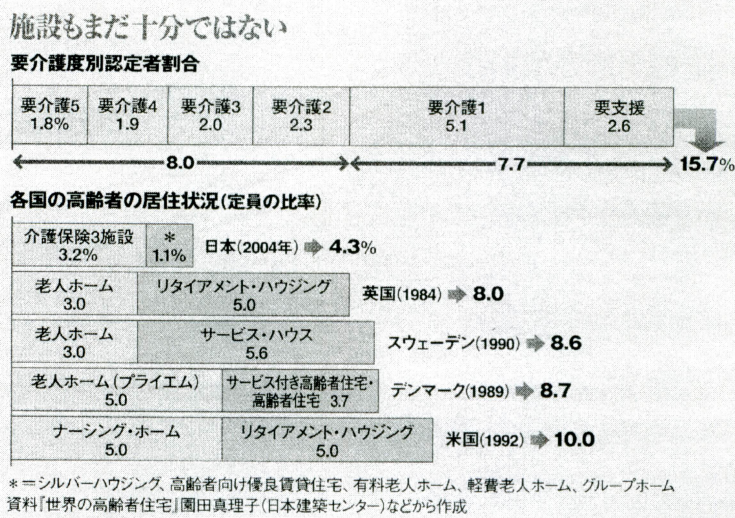 施設もまだ十分ではない
要介護度別認定者割合
要介護5 要介護4 要介護3 要介護2 要介護1 要支援
1.8% 1.9 2.0 2.3 5.1 2.6
8.0 7.7 15.7%
各国の高齢者の居住状況(定員の比率)
介護保険3施設 *
3.2% 1.1% 日本(2004年) 4.3%
老人ホーム リタイアメント・ハウジング
3.0 5.0 英国(1984) 8.0
老人ホーム サービス・ハウス
3.0 5.6 スウェーデン(1990) 8.6
老人ホーム(プライエム) サービス付き高齢者住宅・
5.0 高齢者住宅 3.7 デンマーク(1989) 8.7
ナーシング・ホーム リタイアメント・ハウジング
5.0 5.0 米国(1992) 10.0
*=シルバーハウジング、高齢者向け優良賃貸住宅、有料老人ホーム、軽費老人ホーム、グループホーム
資料『世界の高齢者住宅』園田真理子(日本建築センター)などから作成